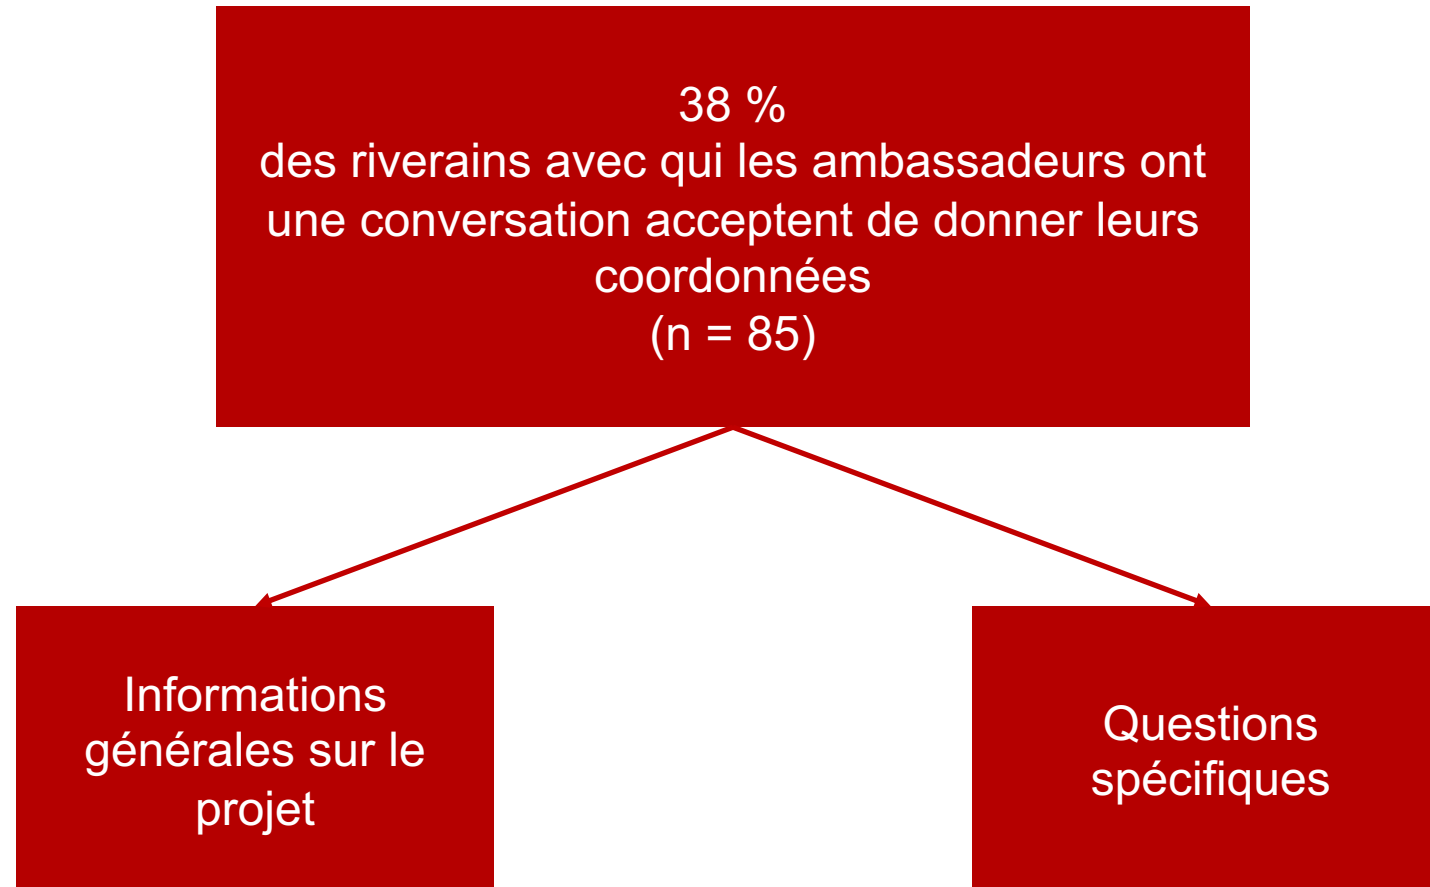 38 %
des riverains avec qui les ambassadeurs ont
une conversation acceptent de donner leurs
coordonnées
(n = 85)
Informations
générales sur le
projet
Questions
spécifiques